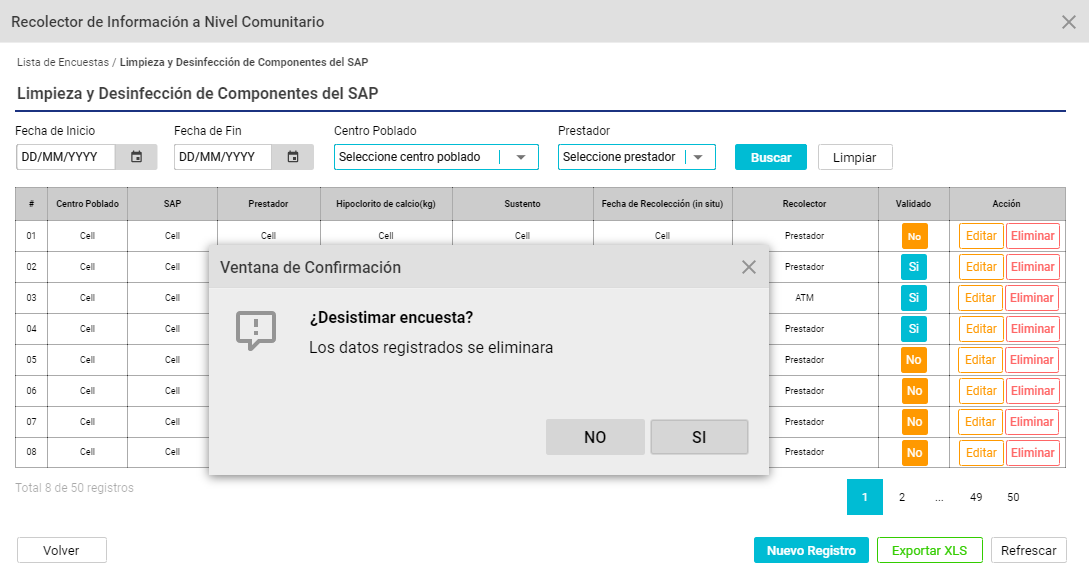 Recolector de Información a Nivel Comunitario
Lista de Encuestas / Limpieza y Desinfección de Componentes del SAP
Limpieza y Desinfección de Componentes del SAP
Fecha de Inicio Fecha de Fin Centro Poblado Prestador
DD/MM/YYYY DD/MM/YYYY Seleccione centro poblado Seleccione prestador Buscar Limpiar
# Centro Poblado SAP Prestador Hipoclorito de calcio(kg) Sustento Fecha de Recolección (in situ) Recolector Validado Acción
01 Cell Cell Cell Cell Cell Cell Prestador No Editar Eliminar
02 Cell Cell Prestador Si Editar Eliminar
03 Cell Cell ATM Si Editar Eliminar
04 Cell Cell Prestador Si Editar Eliminar
05 Cell Cell Prestador No Editar Eliminar
06 Cell Cell Prestador No Editar Eliminar
07 Cell Cell Prestador No Editar Eliminar
08 Cell Cell Prestador No Editar Eliminar
Ventana de Confirmación
¿Desistimar encuesta?
Los datos registrados se eliminara
NO SI
Total 8 de 50 registros
1 2 ... 49 50
Volver Nuevo Registro Exportar XLS Refrescar